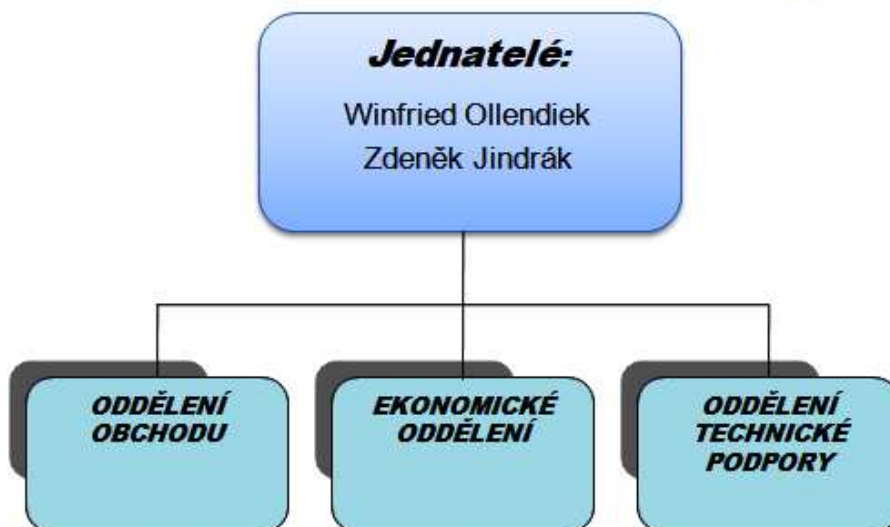 Jednatelé:
Winfried Ollendiek
Zdeněk Jindrák
ODDĚLENÍ
OBCHODU
EKONOMICKÉ
ODDĚLENÍ
ODDĚLENÍ
TECHNICKÉ
PODPORY